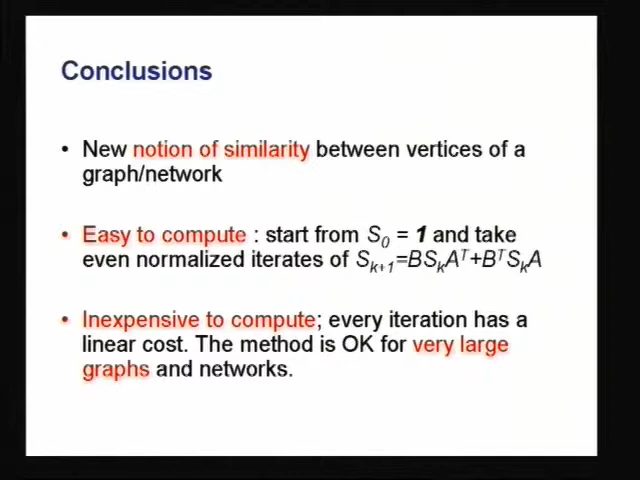 Conclusions
• New notion of similarity between vertices of a
graph/network
• Easy to compute : start from S₀ = 1 and take
even normalized iterates of Sₖ₊₁=BSₖAᵀ+BᵀSₖA
• Inexpensive to compute; every iteration has a
linear cost. The method is OK for very large
graphs and networks.